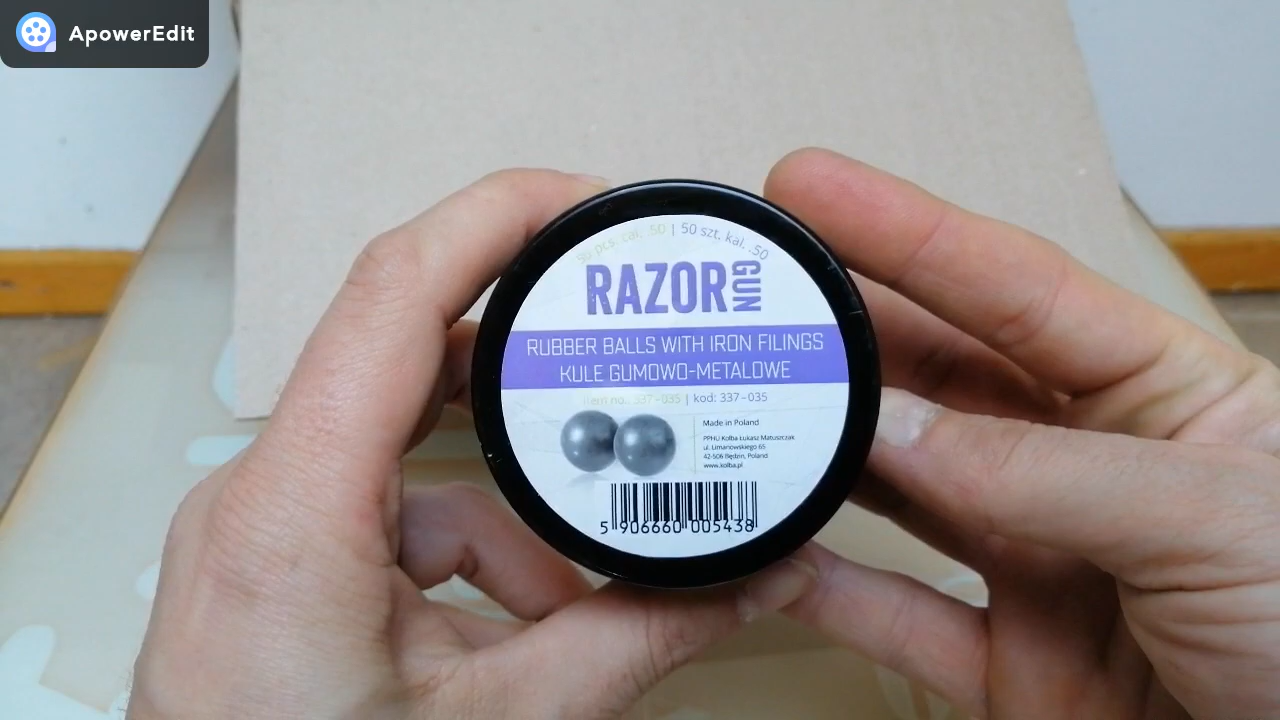 ApowerEdit
50 pcs. cal. .50 | 50 szt. kal. .50
RAZOR GUN
RUBBER BALLS WITH IRON FILINGS
KULE GUMOWO-METALOWE
item no.: 337-035 | kod: 337-035
Made in Poland
PPHU Kolba Łukasz Matuszczak
ul. Limanowskiego 65
42-506 Będzin, Poland
www.kolba.pl
5 906660 005438